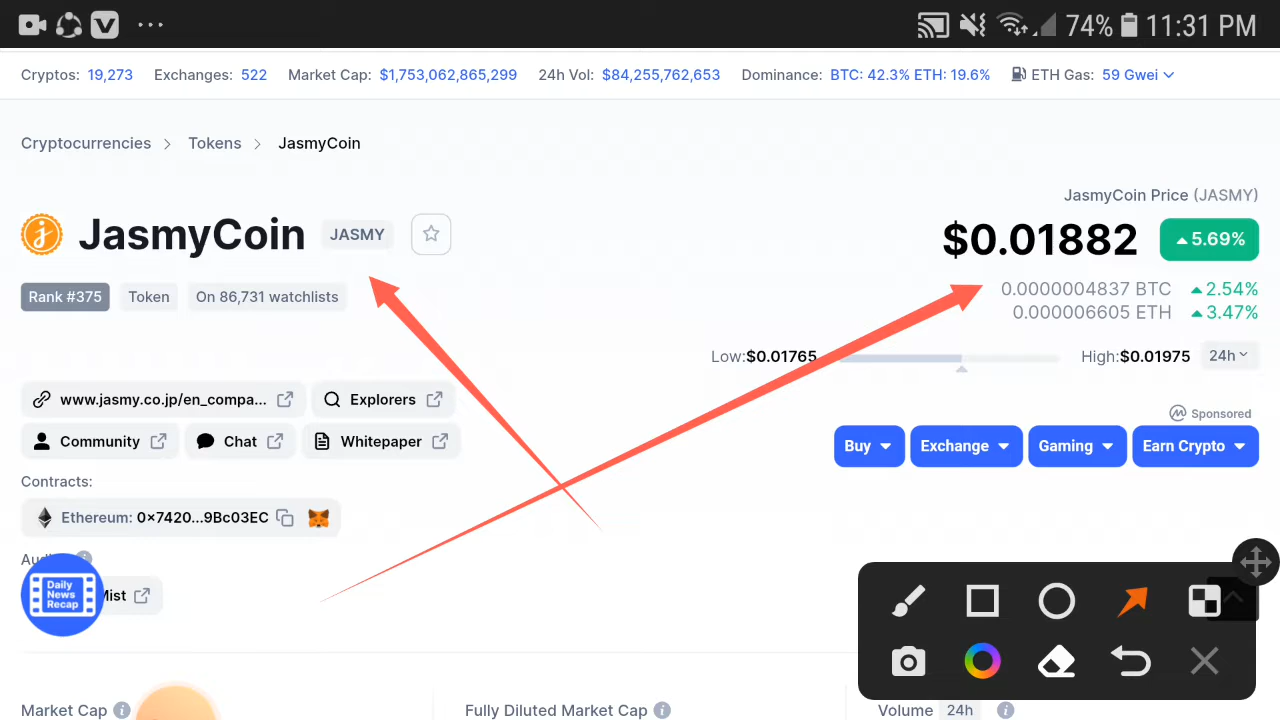 74% 11:31 PM
Cryptos: 19,273 Exchanges: 522 Market Cap: $1,753,062,865,299 24h Vol: $84,255,762,653 Dominance: BTC: 42.3% ETH: 19.6% ETH Gas: 59 Gwei
Cryptocurrencies > Tokens > JasmyCoin
JasmyCoin Price (JASMY)
JasmyCoin JASMY
$0.01882 5.69%
Rank #375 Token On 86,731 watchlists
0.0000004837 BTC 2.54%
0.000006605 ETH 3.47%
Low:$0.01765 High:$0.01975 24h
www.jasmy.co.jp/en_compa... Explorers
Sponsored
Community Chat Whitepaper
Buy Exchange Gaming Earn Crypto
Contracts:
Ethereum: 0x7420...9Bc03EC
Daily
News
Recap
Market Cap Fully Diluted Market Cap Volume 24h